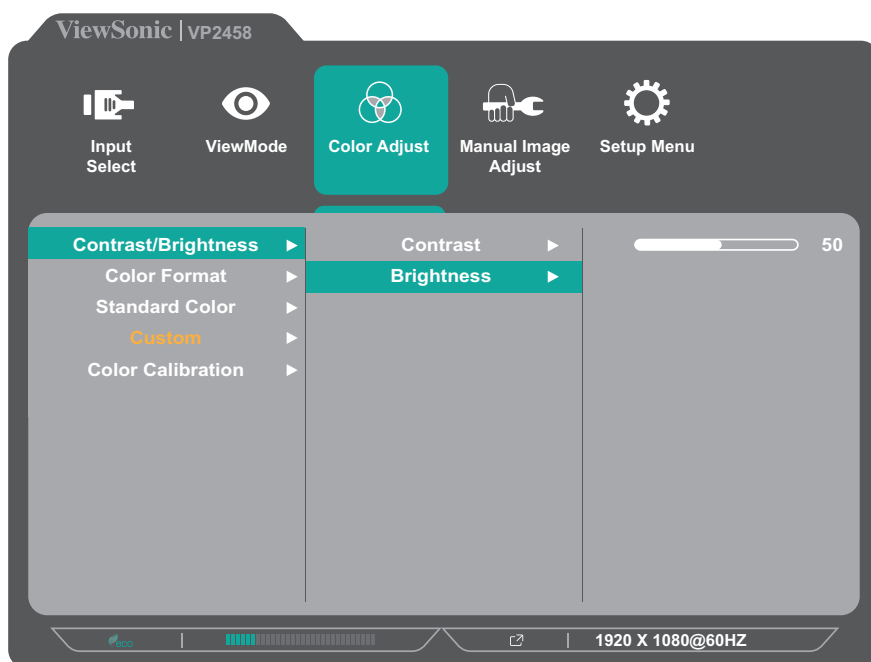 ViewSonic | VP2458
Input Select
ViewMode
Color Adjust
Manual Image Adjust
Setup Menu
Contrast/Brightness
Color Format
Standard Color
Custom
Color Calibration
Contrast
Brightness
50
eco
1920 X 1080@60HZ